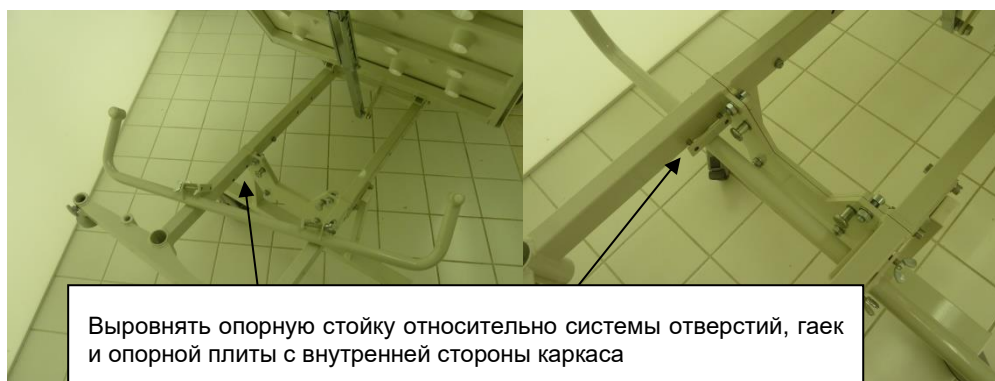 Выровнять опорную стойку относительно системы отверстий, гаек
и опорной плиты с внутренней стороны каркаса